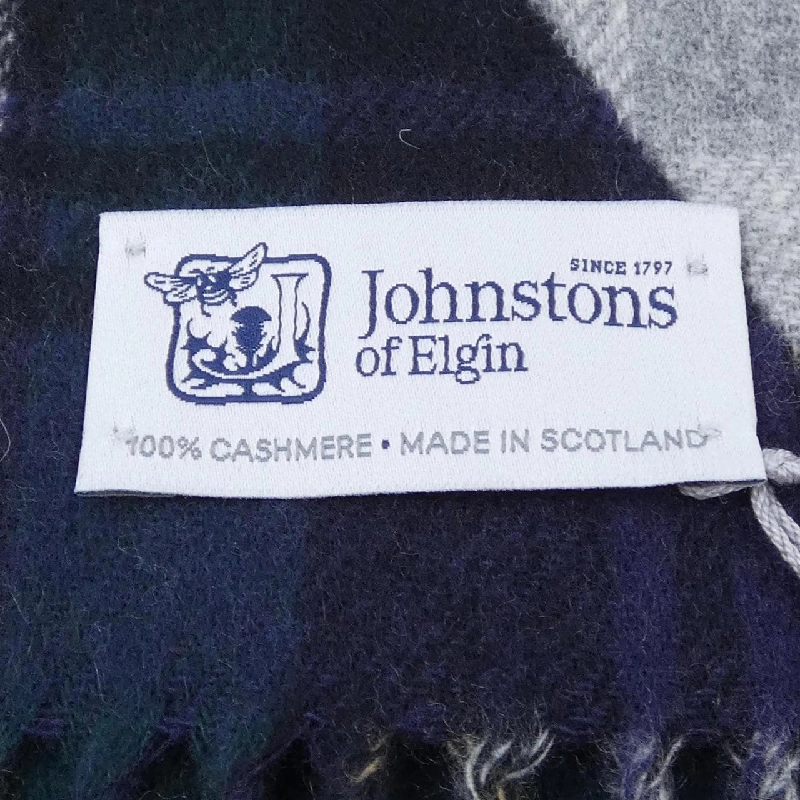 SINCE 1797
Johnstons
of Elgin
100% CASHMERE • MADE IN SCOTLAND